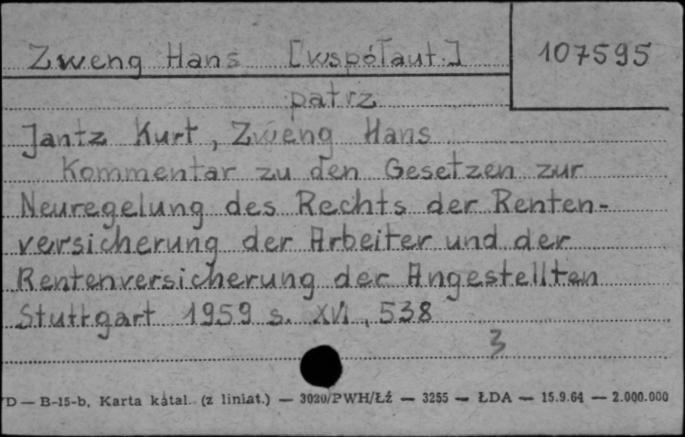 Zweng Hans [współaut.] 107595
patrz
Jantz Kurt, Zweng Hans
Kommentar zu den Gesetzen zur
Neuregelung des Rechts der Renten-
versicherung der Arbeiter und der
Rentenversicherung der Angestellten
Stuttgart 1959 s. XVI, 538
3
D — B-15-b. Karta katal. (z liniat.) — 3020/PWH/Łź — 3255 — ŁDA — 15.9.64 — 2.000.000